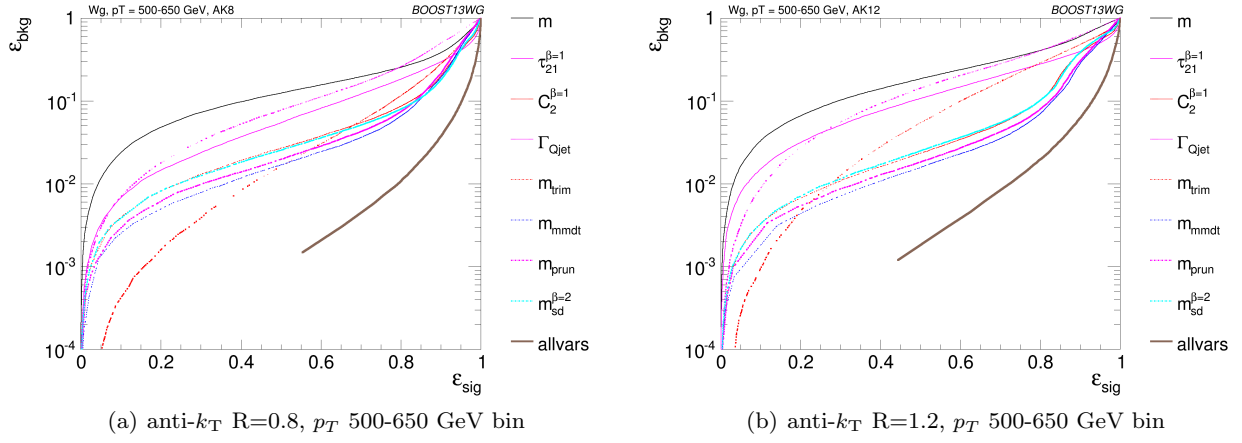 Wg, pT = 500-650 GeV, AK8
BOOST13WG
ε_bkg
1
10⁻¹
10⁻²
10⁻³
10⁻⁴
0
0.2
0.4
0.6
0.8
1
ε_sig
m
τ₂₁^β=1
C₂^β=1
Γ_Qjet
m_trim
m_mmdt
m_prun
m_sd^β=2
allvars
(a) anti-k_T R=0.8, p_T 500-650 GeV bin
Wg, pT = 500-650 GeV, AK12
BOOST13WG
ε_bkg
1
10⁻¹
10⁻²
10⁻³
10⁻⁴
0
0.2
0.4
0.6
0.8
1
ε_sig
m
τ₂₁^β=1
C₂^β=1
Γ_Qjet
m_trim
m_mmdt
m_prun
m_sd^β=2
allvars
(b) anti-k_T R=1.2, p_T 500-650 GeV bin